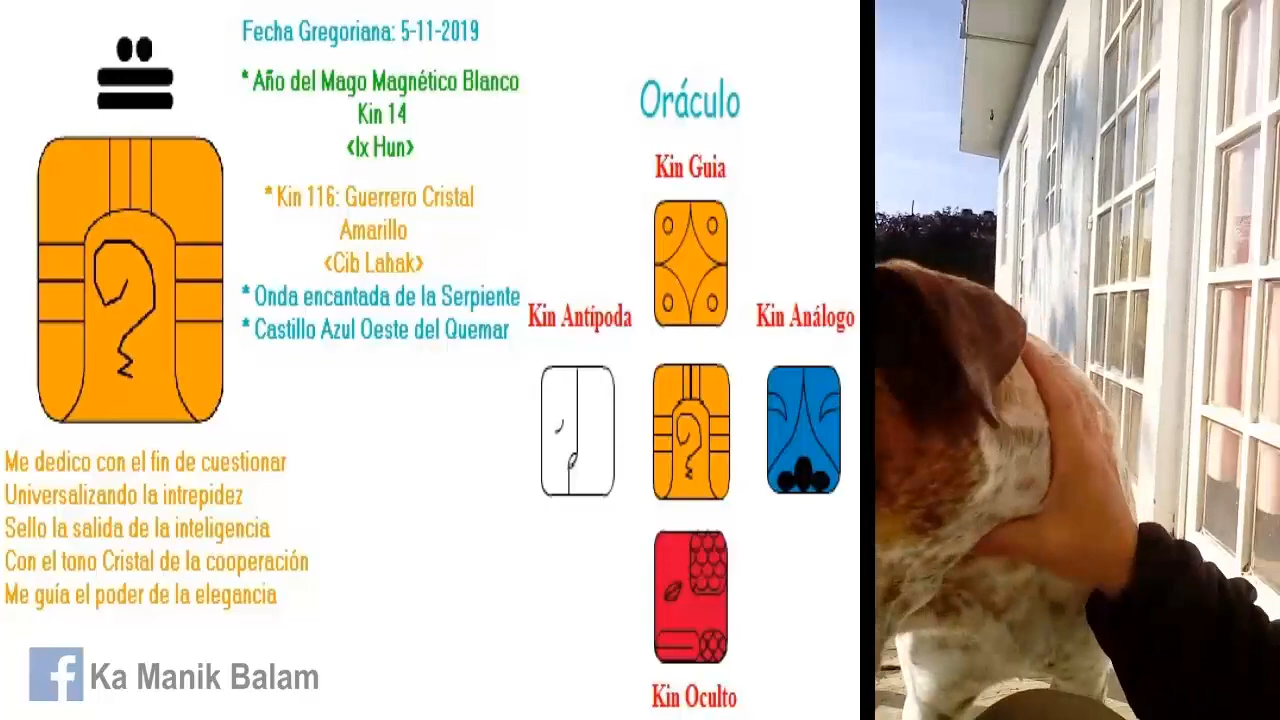 Fecha Gregoriana: 5-11-2019
* Año del Mago Magnético Blanco
Kin 14
<Ix Hun>
* Kin 116: Guerrero Cristal
Amarillo
<Cib Lahak>
* Onda encantada de la Serpiente
* Castillo Azul Oeste del Quemar
Me dedico con el fin de cuestionar
Universalizando la intrepidez
Sello la salida de la inteligencia
Con el tono Cristal de la cooperación
Me guía el poder de la elegancia
f Ka Manik Balam
Oráculo
Kin Guia
Kin Antípoda
Kin Análogo
Kin Oculto